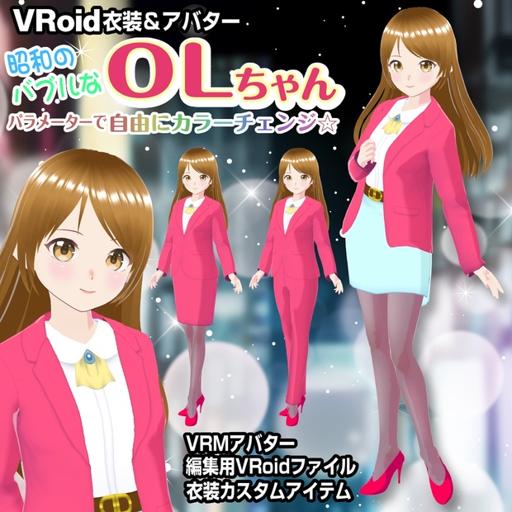 VRoid衣装&アバター
昭和の
バブルな
OLちゃん
パラメーターで自由にカラーチェンジ☆
VRMアバター
編集用VRoidファイル
衣装カスタムアイテム